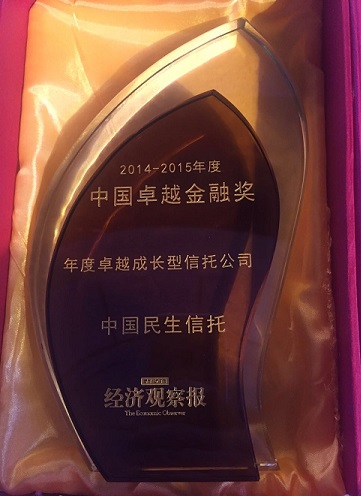 2014-2015年度
中国卓越金融奖
年度卓越成长型信托公司
中国民生信托
经济观察报
The Economic Observer